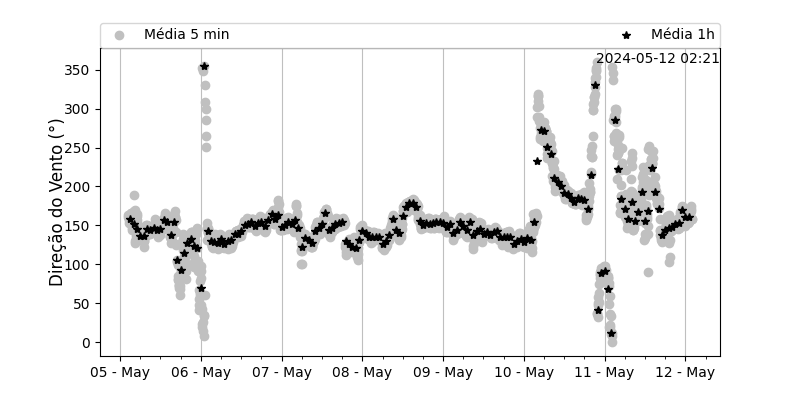 Média 5 min
Média 1h
2024-05-12 02:21
Direção do Vento (°)
350
300
250
200
150
100
50
0
05 - May
06 - May
07 - May
08 - May
09 - May
10 - May
11 - May
12 - May